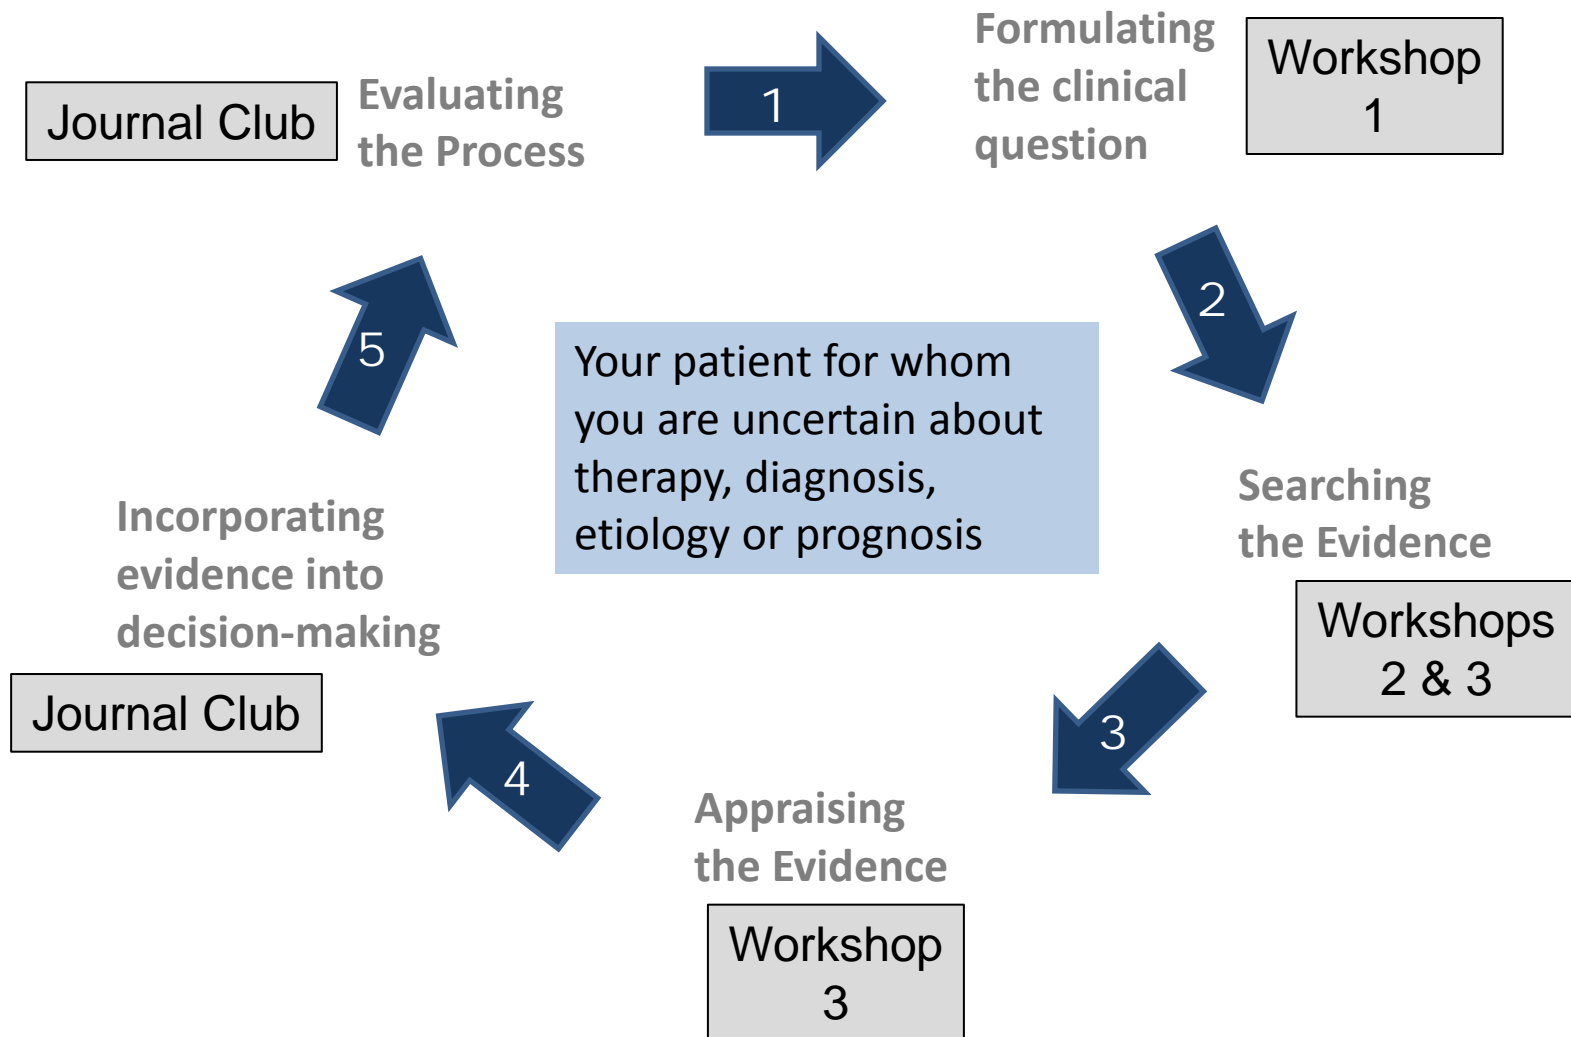 Journal Club
Evaluating
the Process
1
Formulating
the clinical
question
Workshop
1
2
Searching
the Evidence
Workshops
2 & 3
3
Appraising
the Evidence
Workshop
3
4
Incorporating
evidence into
decision-making
Journal Club
5
Your patient for whom
you are uncertain about
therapy, diagnosis,
etiology or prognosis